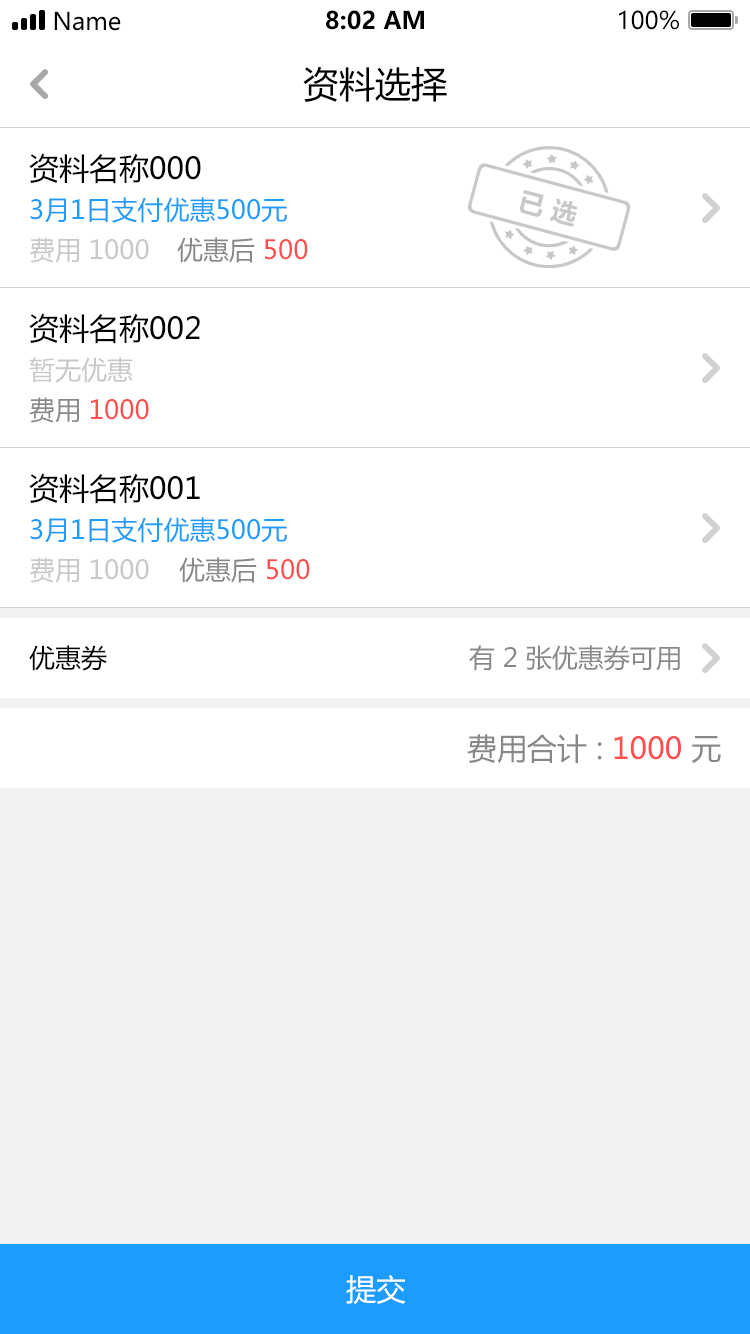 Name 8:02 AM 100%
资料选择
资料名称000
3月1日支付优惠500元
费用 1000 优惠后 500
已选
资料名称002
暂无优惠
费用 1000
资料名称001
3月1日支付优惠500元
费用 1000 优惠后 500
优惠券 有 2 张优惠券可用
费用合计 : 1000 元
提交